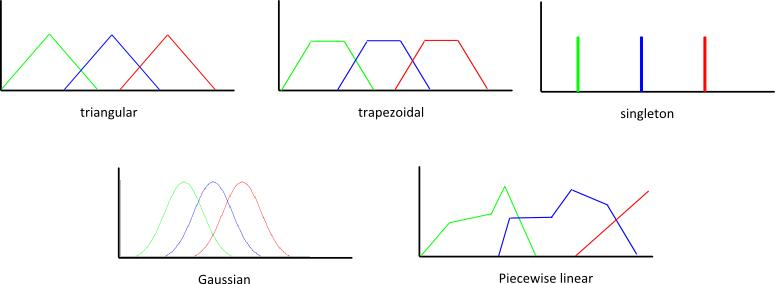 triangular
trapezoidal
singleton
Gaussian
Piecewise linear